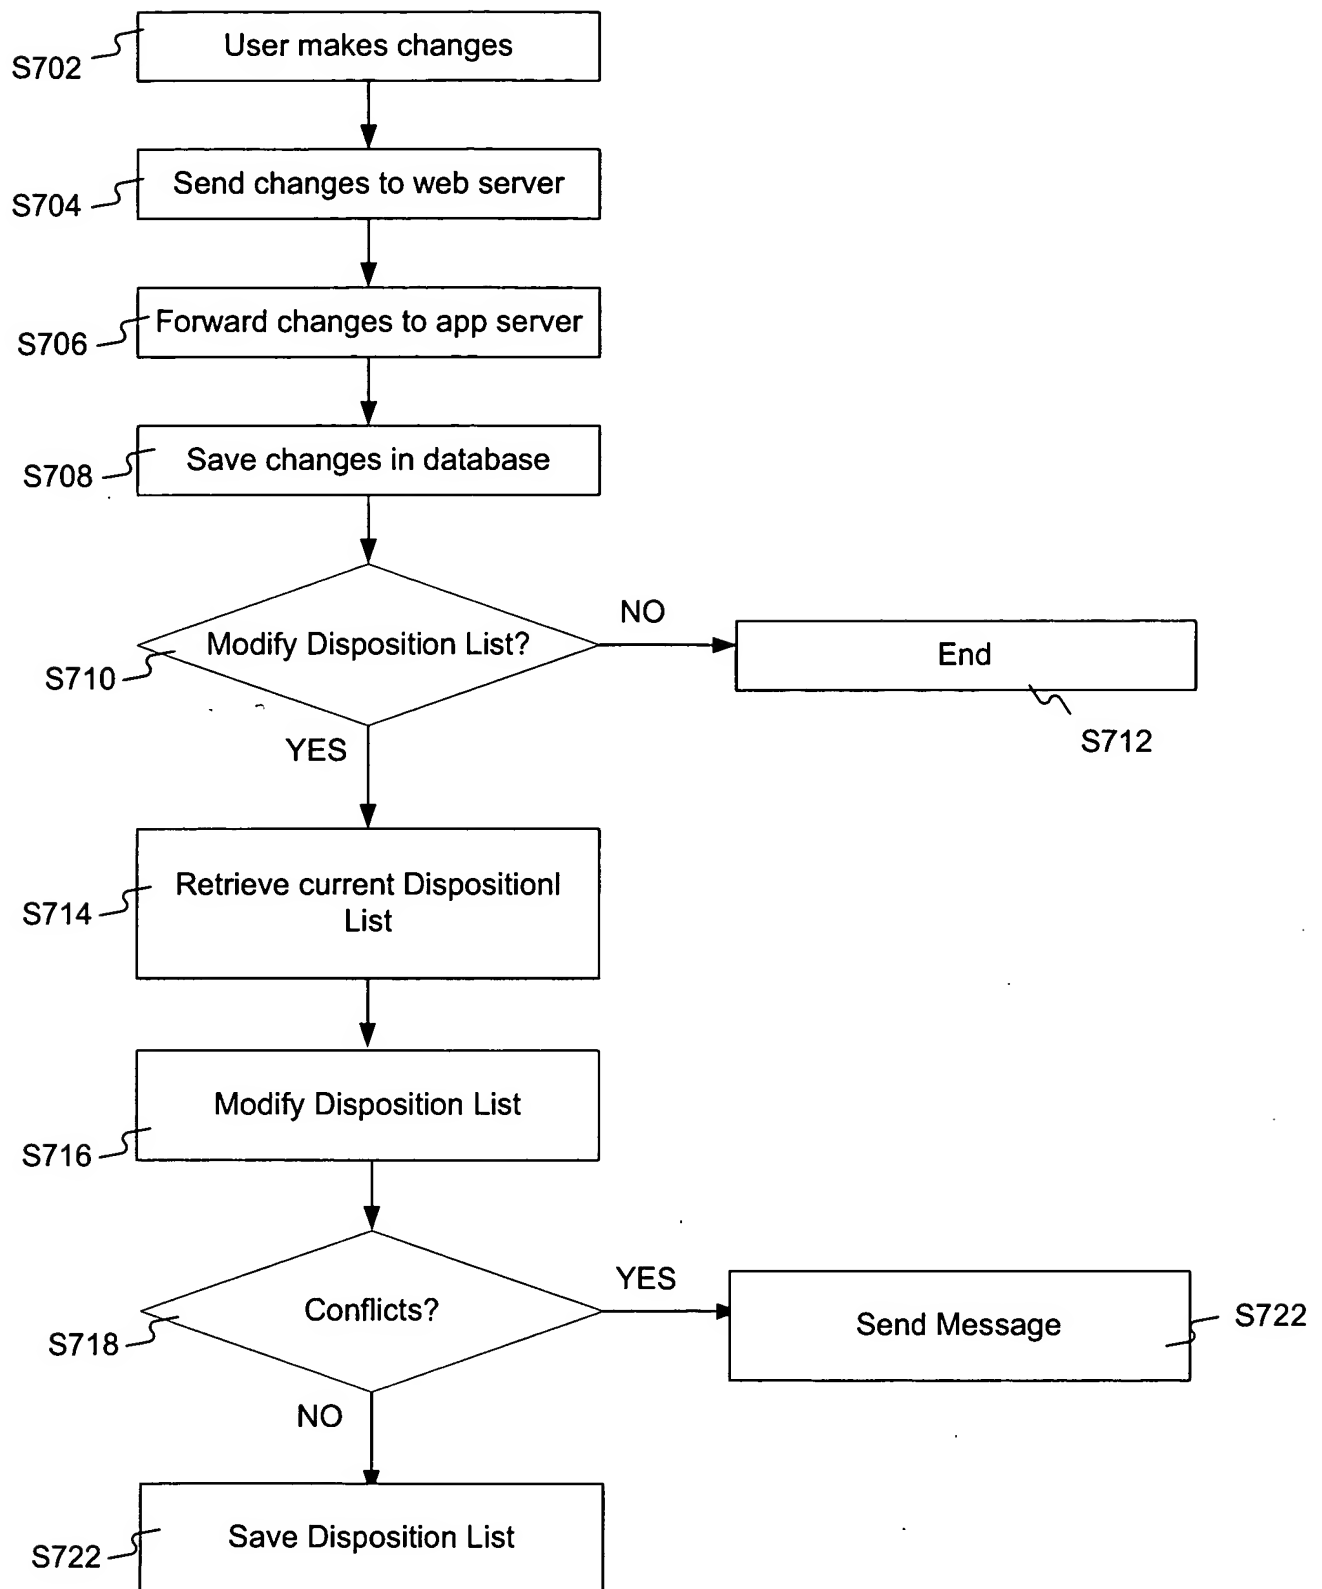 User makes changes
S702
Send changes to web server
S704
Forward changes to app server
S706
Save changes in database
S708
NO
Modify Disposition List?
End
S710
S712
YES
Retrieve current Dispositionl
List
S714
Modify Disposition List
S716
YES
Conflicts?
Send Message
S722
S718
NO
Save Disposition List
S722